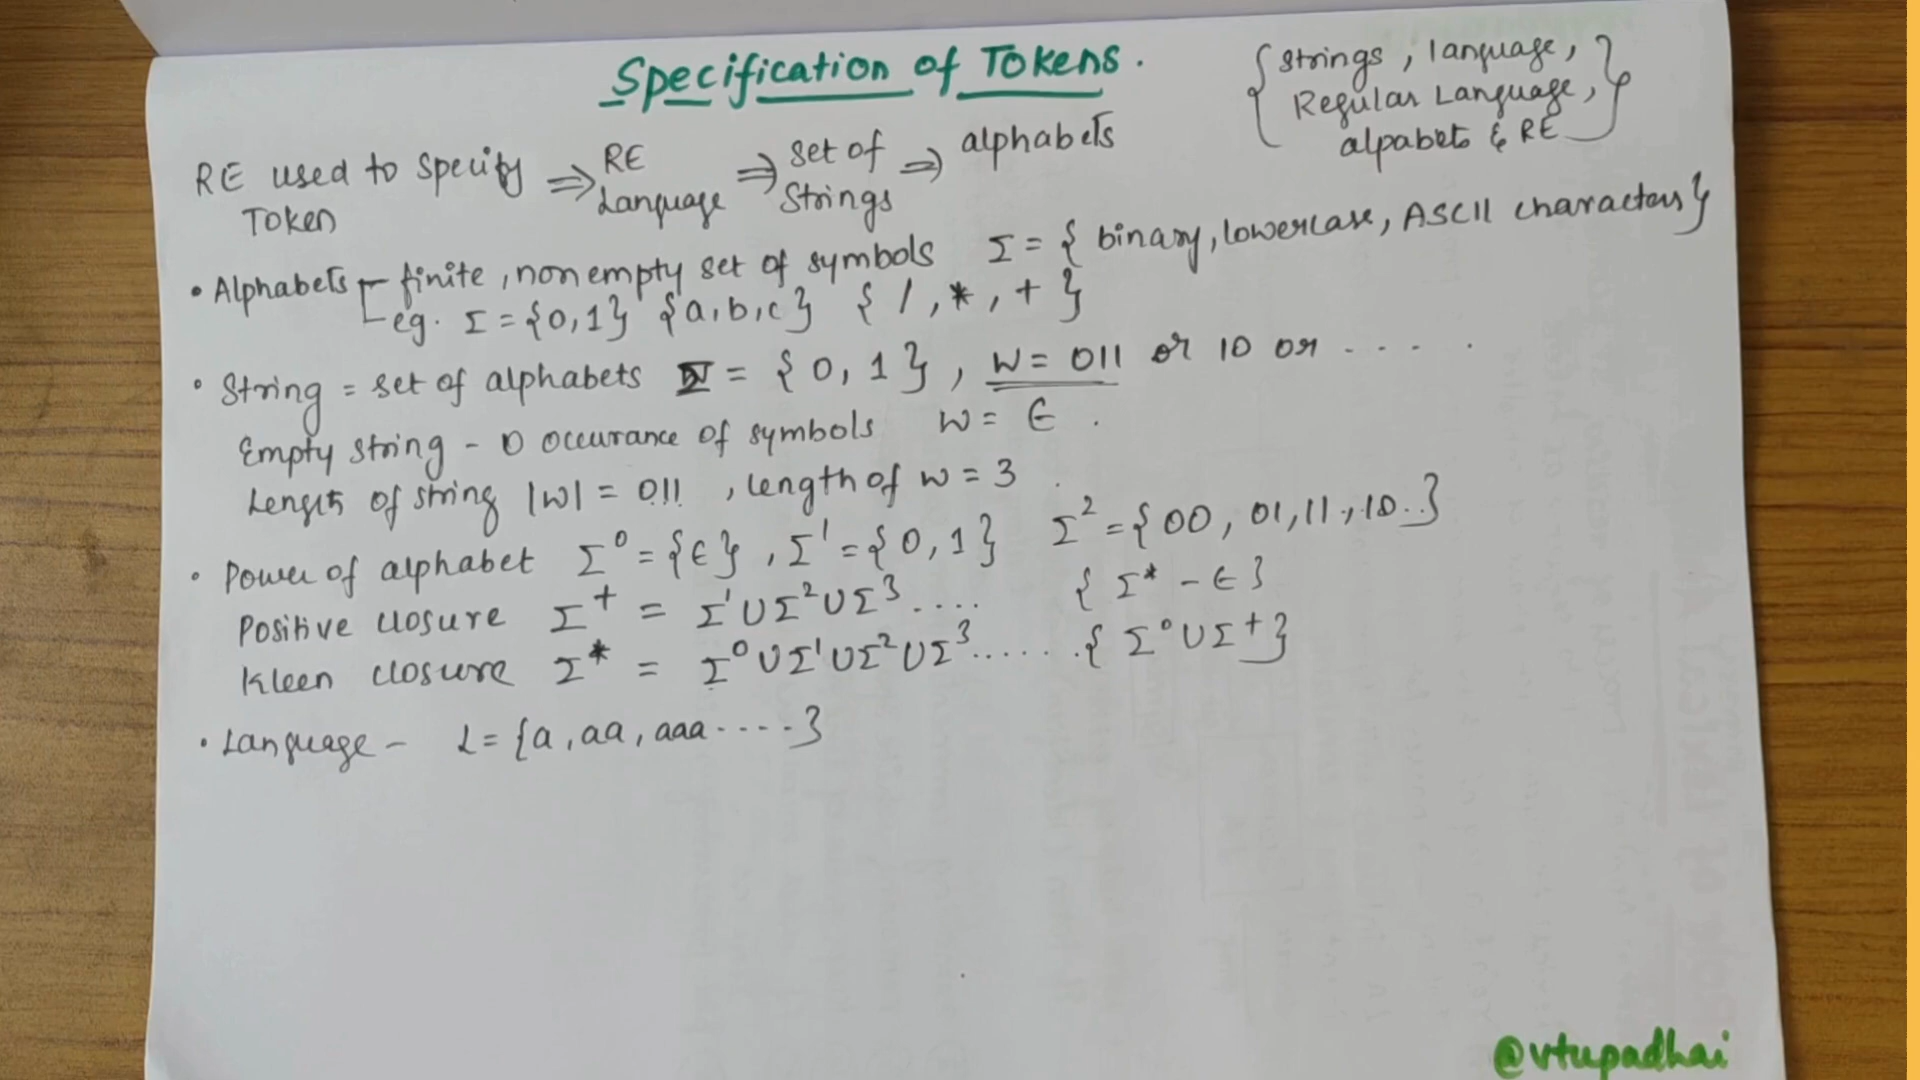 Specification of Tokens.
{ strings, language,
Regular Language,
alpabets & RE }
RE used to specify ⇒ RE ⇒ set of ⇒ alphabets
Token Language Strings
• Alphabets - finite, non empty set of symbols Σ = { binary, lowercase, ASCII characters }
eg. Σ = {0,1} {a,b,c} { /, *, + }
• String = set of alphabets Σ = {0, 1}, W = 011 or 10 or ....
Empty string - 0 occurance of symbols W = ϵ .
Length of string |W| = 011 , length of w = 3 .
• Power of alphabet Σ⁰ = {ϵ}, Σ¹ = {0, 1} Σ² = {00, 01, 11, 10..}
Positive closure Σ⁺ = Σ¹ ∪ Σ² ∪ Σ³ .... { Σ* - ϵ }
Kleen closure Σ* = Σ⁰ ∪ Σ¹ ∪ Σ² ∪ Σ³ ....... { Σ⁰ ∪ Σ⁺ }
• Language - L = {a, aa, aaa .....}
@vtupadhai